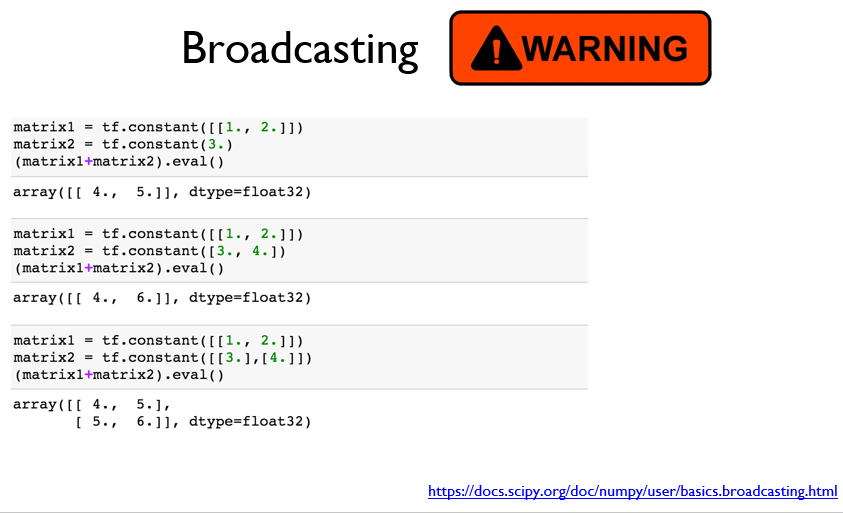 Broadcasting
WARNING
matrix1 = tf.constant([[1., 2.]])
matrix2 = tf.constant(3.)
(matrix1+matrix2).eval()
array([[ 4.,  5.]], dtype=float32)
matrix1 = tf.constant([[1., 2.]])
matrix2 = tf.constant([3., 4.])
(matrix1+matrix2).eval()
array([[ 4.,  6.]], dtype=float32)
matrix1 = tf.constant([[1., 2.]])
matrix2 = tf.constant([[3.],[4.]])
(matrix1+matrix2).eval()
array([[ 4.,  5.],
       [ 5.,  6.]], dtype=float32)
https://docs.scipy.org/doc/numpy/user/basics.broadcasting.html